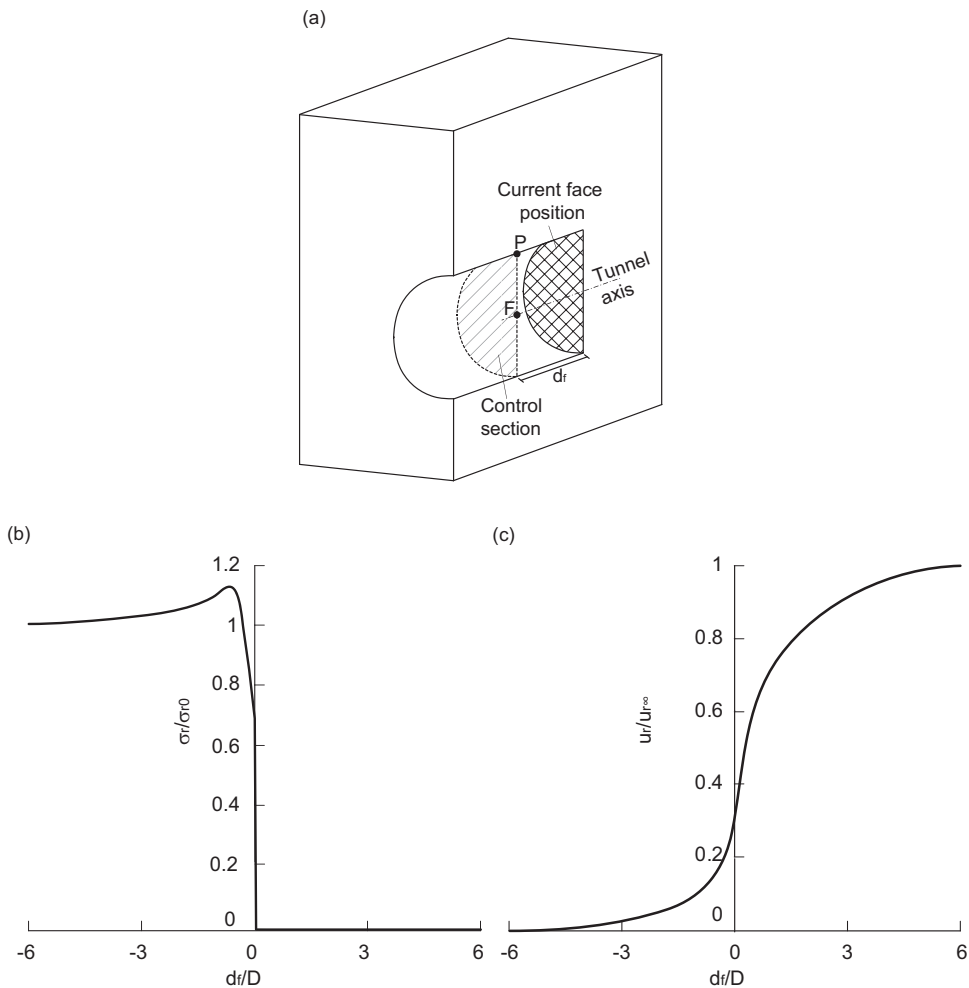 (a)
Current face
position
P
Tunnel
axis
F
df
Control
section
(b)
1.2
1
0.8
0.6
0.4
0.2
0
σr/σr0
-6
-3
0
3
6
df/D
(c)
1
0.8
0.6
0.4
0.2
0
ur/ur∞
-6
-3
0
3
6
df/D